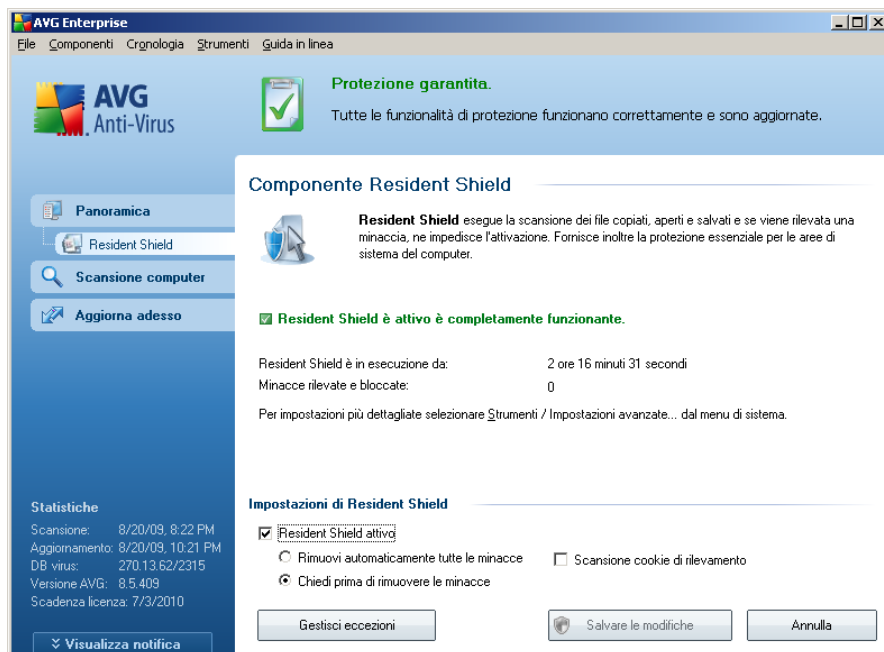 AVG Enterprise
File Componenti Cronologia Strumenti Guida in linea
AVG
Anti-Virus
Protezione garantita.
Tutte le funzionalità di protezione funzionano correttamente e sono aggiornate.
Panoramica
Resident Shield
Scansione computer
Aggiorna adesso
Componente Resident Shield
Resident Shield esegue la scansione dei file copiati, aperti e salvati e se viene rilevata una
minaccia, ne impedisce l'attivazione. Fornisce inoltre la protezione essenziale per le aree di
sistema del computer.
Resident Shield è attivo è completamente funzionante.
Resident Shield è in esecuzione da: 2 ore 16 minuti 31 secondi
Minacce rilevate e bloccate: 0
Per impostazioni più dettagliate selezionare Strumenti / Impostazioni avanzate... dal menu di sistema.
Impostazioni di Resident Shield
Resident Shield attivo
Rimuovi automaticamente tutte le minacce
Scansione cookie di rilevamento
Chiedi prima di rimuovere le minacce
Gestisci eccezioni
Salvare le modifiche
Annulla
Statistiche
Scansione: 8/20/09, 8:22 PM
Aggiornamento: 8/20/09, 10:21 PM
DB virus: 270.13.62/2315
Versione AVG: 8.5.409
Scadenza licenza: 7/3/2010
Visualizza notifica